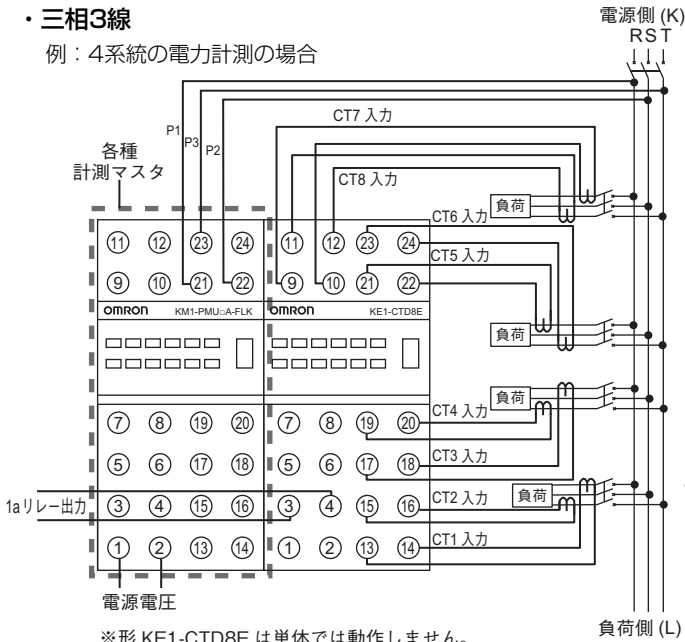 ・三相3線
例：4系統の電力計測の場合
電源側 (K)
R S T
CT7 入力
P1
P3
P2
各種
計測マスタ
CT8 入力
CT6 入力
負荷
⑪ ⑫ ㉓ ㉔ ⑪ ⑫ ㉓ ㉔
CT5 入力
⑨ ⑩ ㉑ ㉒ ⑨ ⑩ ㉑ ㉒
OMRON KM1-PMU□A-FLK OMRON KE1-CTD8E
負荷
負荷
⑦ ⑧ ⑲ ⑳ ⑦ ⑧ ⑲ ⑳
CT4 入力
⑤ ⑥ ⑰ ⑱ ⑤ ⑥ ⑰ ⑱
CT3 入力
1aリレー出力
③ ④ ⑮ ⑯ ③ ④ ⑮ ⑯
CT2 入力
負荷
① ② ⑬ ⑭ ① ② ⑬ ⑭
CT1 入力
電源電圧
負荷側 (L)
※形 KE1-CTD8E は単体では動作しません。